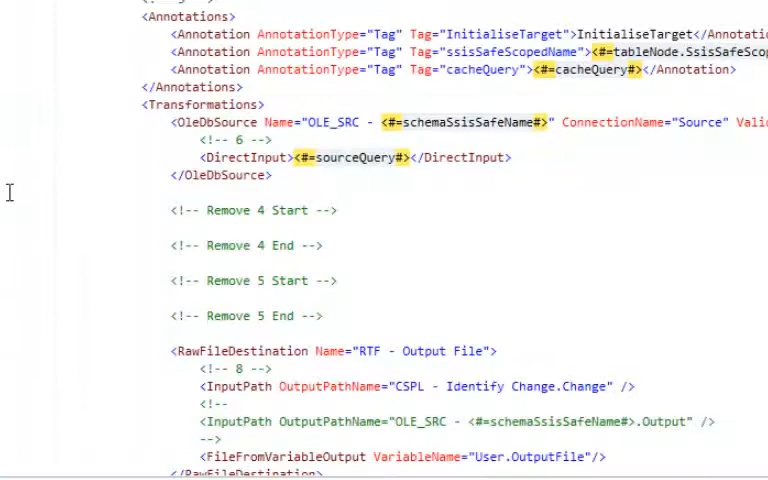 <Annotations>
<Annotation AnnotationType="Tag" Tag="InitialiseTarget">InitialiseTarget</Annotatio
<Annotation AnnotationType="Tag" Tag="ssisSafeScopedName"><#=tableNode.SsisSafeScop
<Annotation AnnotationType="Tag" Tag="cacheQuery"><#=cacheQuery#></Annotation>
</Annotations>
<Transformations>
<OleDbSource Name="OLE_SRC - <#=schemaSsisSafeName#>" ConnectionName="Source" Valid
<!-- 6 -->
<DirectInput><#=sourceQuery#></DirectInput>
</OleDbSource>
<!-- Remove 4 Start -->
<!-- Remove 4 End -->
<!-- Remove 5 Start -->
<!-- Remove 5 End -->
<RawFileDestination Name="RTF - Output File">
<!-- 8 -->
<InputPath OutputPathName="CSPL - Identify Change.Change" />
<!--
<InputPath OutputPathName="OLE_SRC - <#=schemaSsisSafeName#>.Output" />
-->
<FileFromVariableOutput VariableName="User.OutputFile"/>
</RawFileDestination>